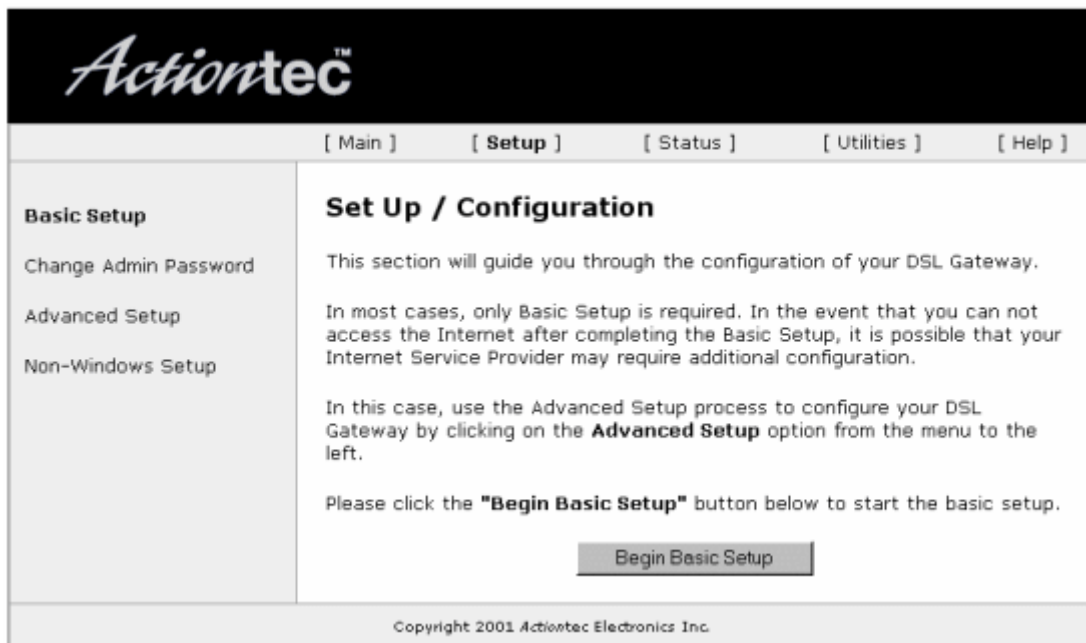 Actiontec™
[ Main ] [ Setup ] [ Status ] [ Utilities ] [ Help ]
Basic Setup
Change Admin Password
Advanced Setup
Non-Windows Setup
Set Up / Configuration
This section will guide you through the configuration of your DSL Gateway.
In most cases, only Basic Setup is required. In the event that you can not
access the Internet after completing the Basic Setup, it is possible that your
Internet Service Provider may require additional configuration.
In this case, use the Advanced Setup process to configure your DSL
Gateway by clicking on the Advanced Setup option from the menu to the
left.
Please click the "Begin Basic Setup" button below to start the basic setup.
Begin Basic Setup
Copyright 2001 Actiontec Electronics Inc.